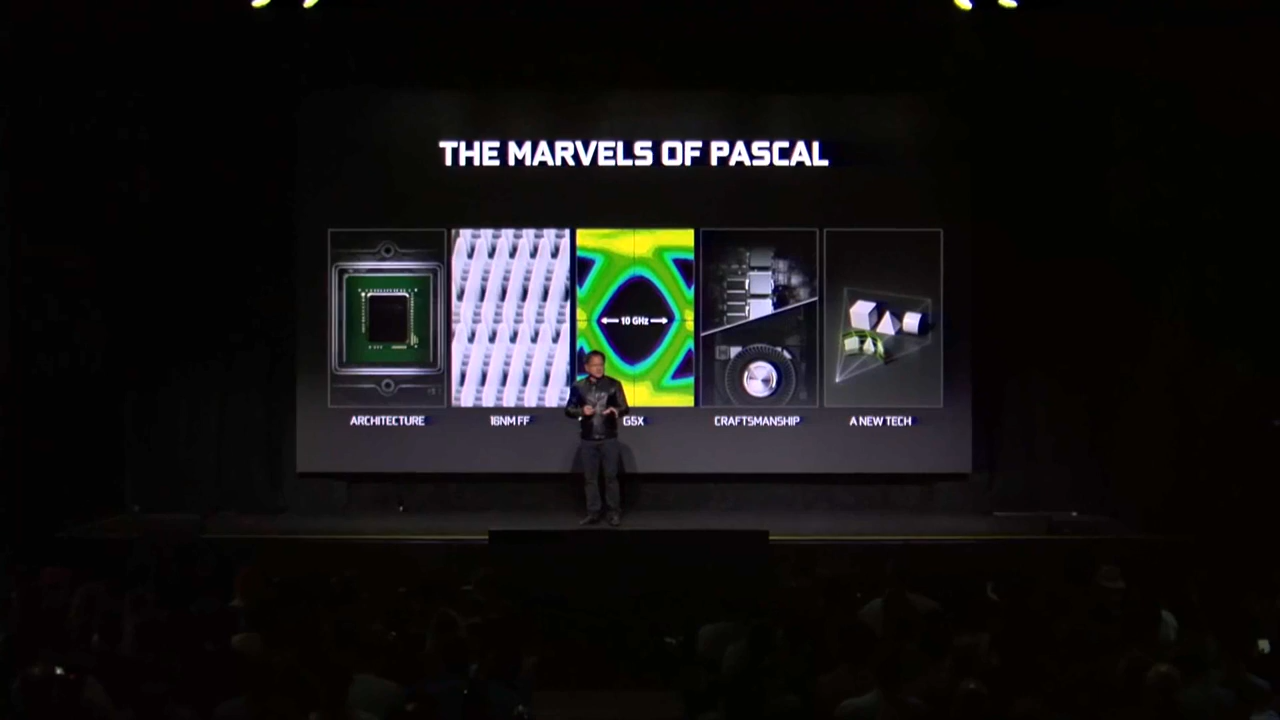 THE MARVELS OF PASCAL
10 GHz
ARCHITECTURE
16NM FF
G5X
CRAFTSMANSHIP
A NEW TECH